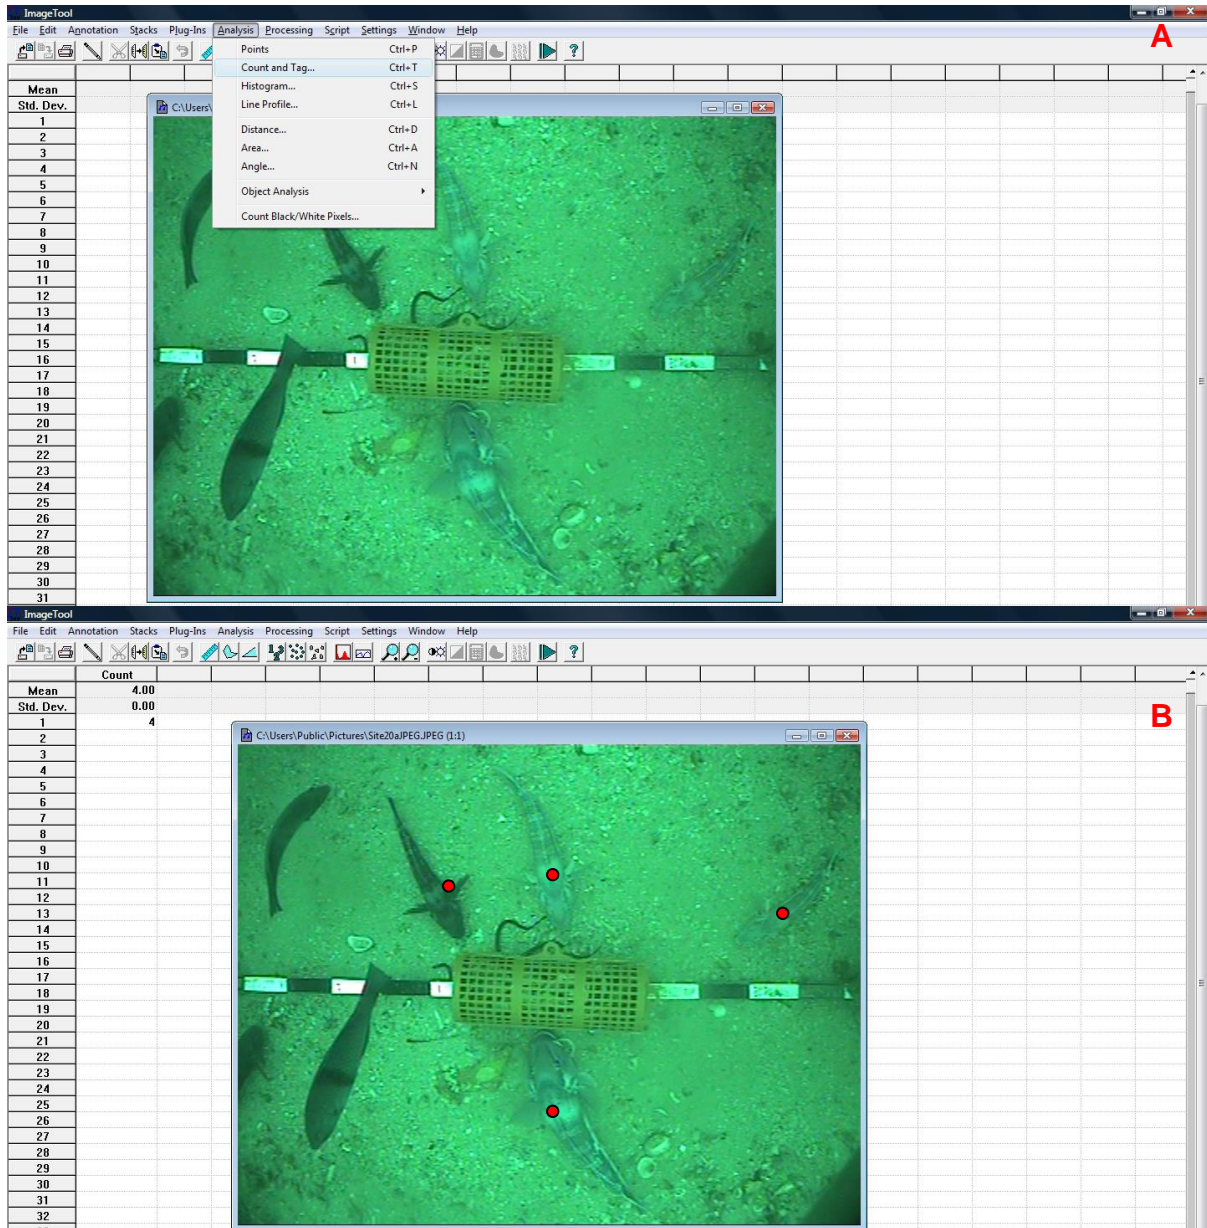 ImageTool
File Edit Annotation Stacks Plug-Ins Analysis Processing Script Settings Window Help
A
Points Ctrl+P
Count and Tag... Ctrl+T
Histogram... Ctrl+S
Line Profile... Ctrl+L
Distance... Ctrl+D
Area... Ctrl+A
Angle... Ctrl+N
Object Analysis
Count Black/White Pixels...
Mean
Std. Dev.
C:\Users\
1
2
3
4
5
6
7
8
9
10
11
12
13
14
15
16
17
18
19
20
21
22
23
24
25
26
27
28
29
30
31
ImageTool
File Edit Annotation Stacks Plug-Ins Analysis Processing Script Settings Window Help
Count
Mean 4.00
Std. Dev. 0.00
B
1 4
C:\Users\Public\Pictures\Site20aJPEG.JPEG (1:1)
2
3
4
5
6
7
8
9
10
11
12
13
14
15
16
17
18
19
20
21
22
23
24
25
26
27
28
29
30
31
32